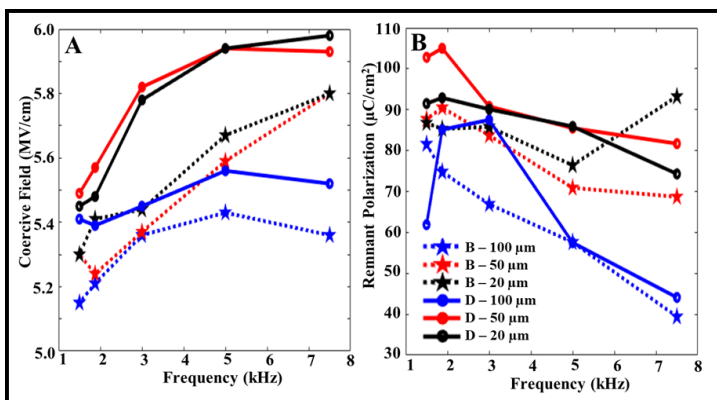 A
6.0
5.8
5.6
5.4
5.2
5.0
Coercive Field (MV/cm)
1 2 3 4 5 6 7 8
Frequency (kHz)
B
110
100
90
80
70
60
50
40
30
Remnant Polarization (µC/cm²)
B – 100 µm
B – 50 µm
B – 20 µm
D – 100 µm
D – 50 µm
D – 20 µm
1 2 3 4 5 6 7 8
Frequency (kHz)